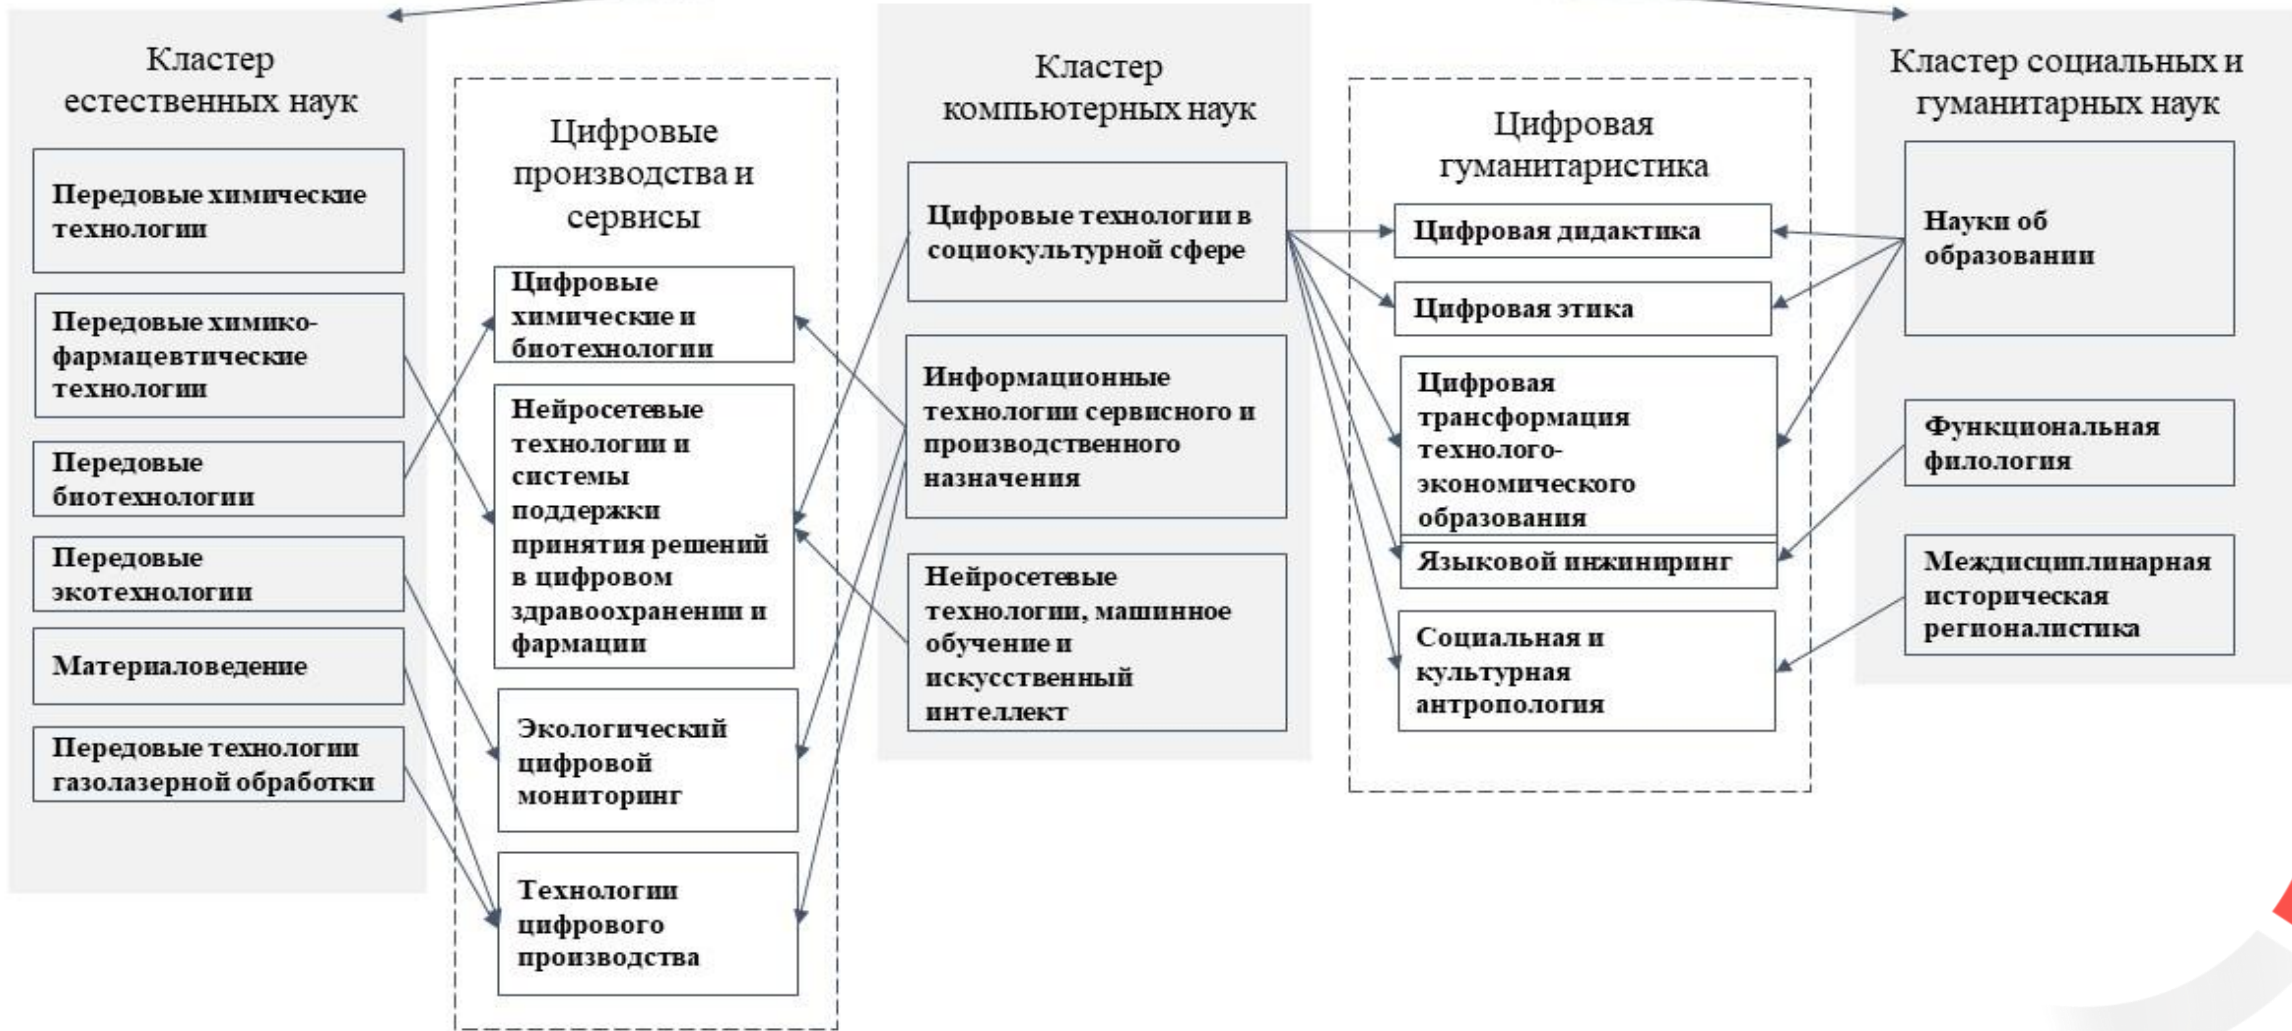 Кластер
естественных наук
Передовые химические
технологии
Передовые химико-
фармацевтические
технологии
Передовые
биотехнологии
Передовые
экотехнологии
Материаловедение
Передовые технологии
газолазерной обработки
Цифровые
производства и
сервисы
Цифровые
химические и
биотехнологии
Нейросетевые
технологии и
системы
поддержки
принятия решений
в цифровом
здравоохранении и
фармации
Экологический
цифровой
мониторинг
Технологии
цифрового
производства
Кластер
компьютерных наук
Цифровые технологии в
социокультурной сфере
Информационные
технологии сервисного и
производственного
назначения
Нейросетевые
технологии, машинное
обучение и
искусственный
интеллект
Цифровая
гуманитаристика
Цифровая дидактика
Цифровая этика
Цифровая
трансформация
технолого-
экономического
образования
Языковой инжиниринг
Социальная и
культурная
антропология
Кластер социальных и
гуманитарных наук
Науки об
образовании
Функциональная
филология
Междисциплинарная
историческая
регионалистика